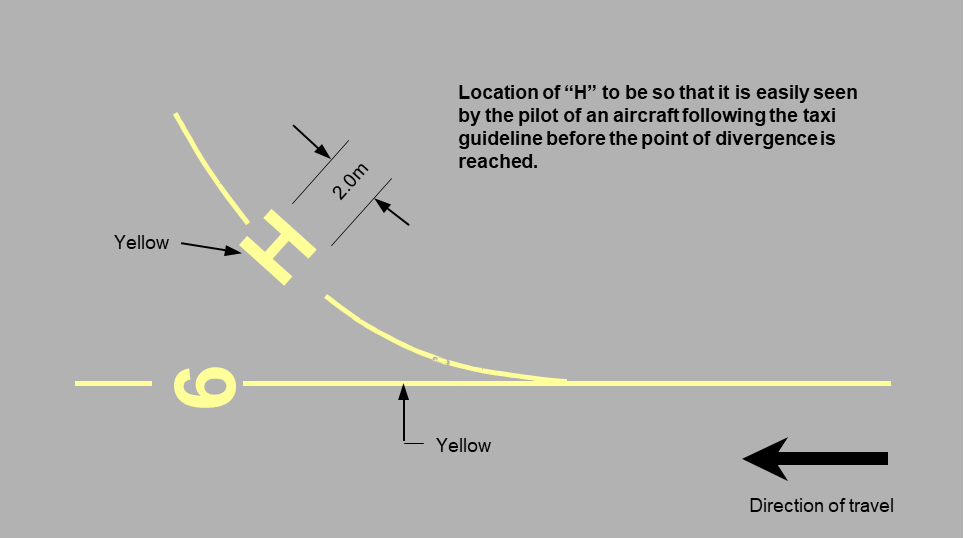 Location of “H” to be so that it is easily seen
by the pilot of an aircraft following the taxi
guideline before the point of divergence is
reached.
2.0m
H
Yellow
6
Yellow
Direction of travel